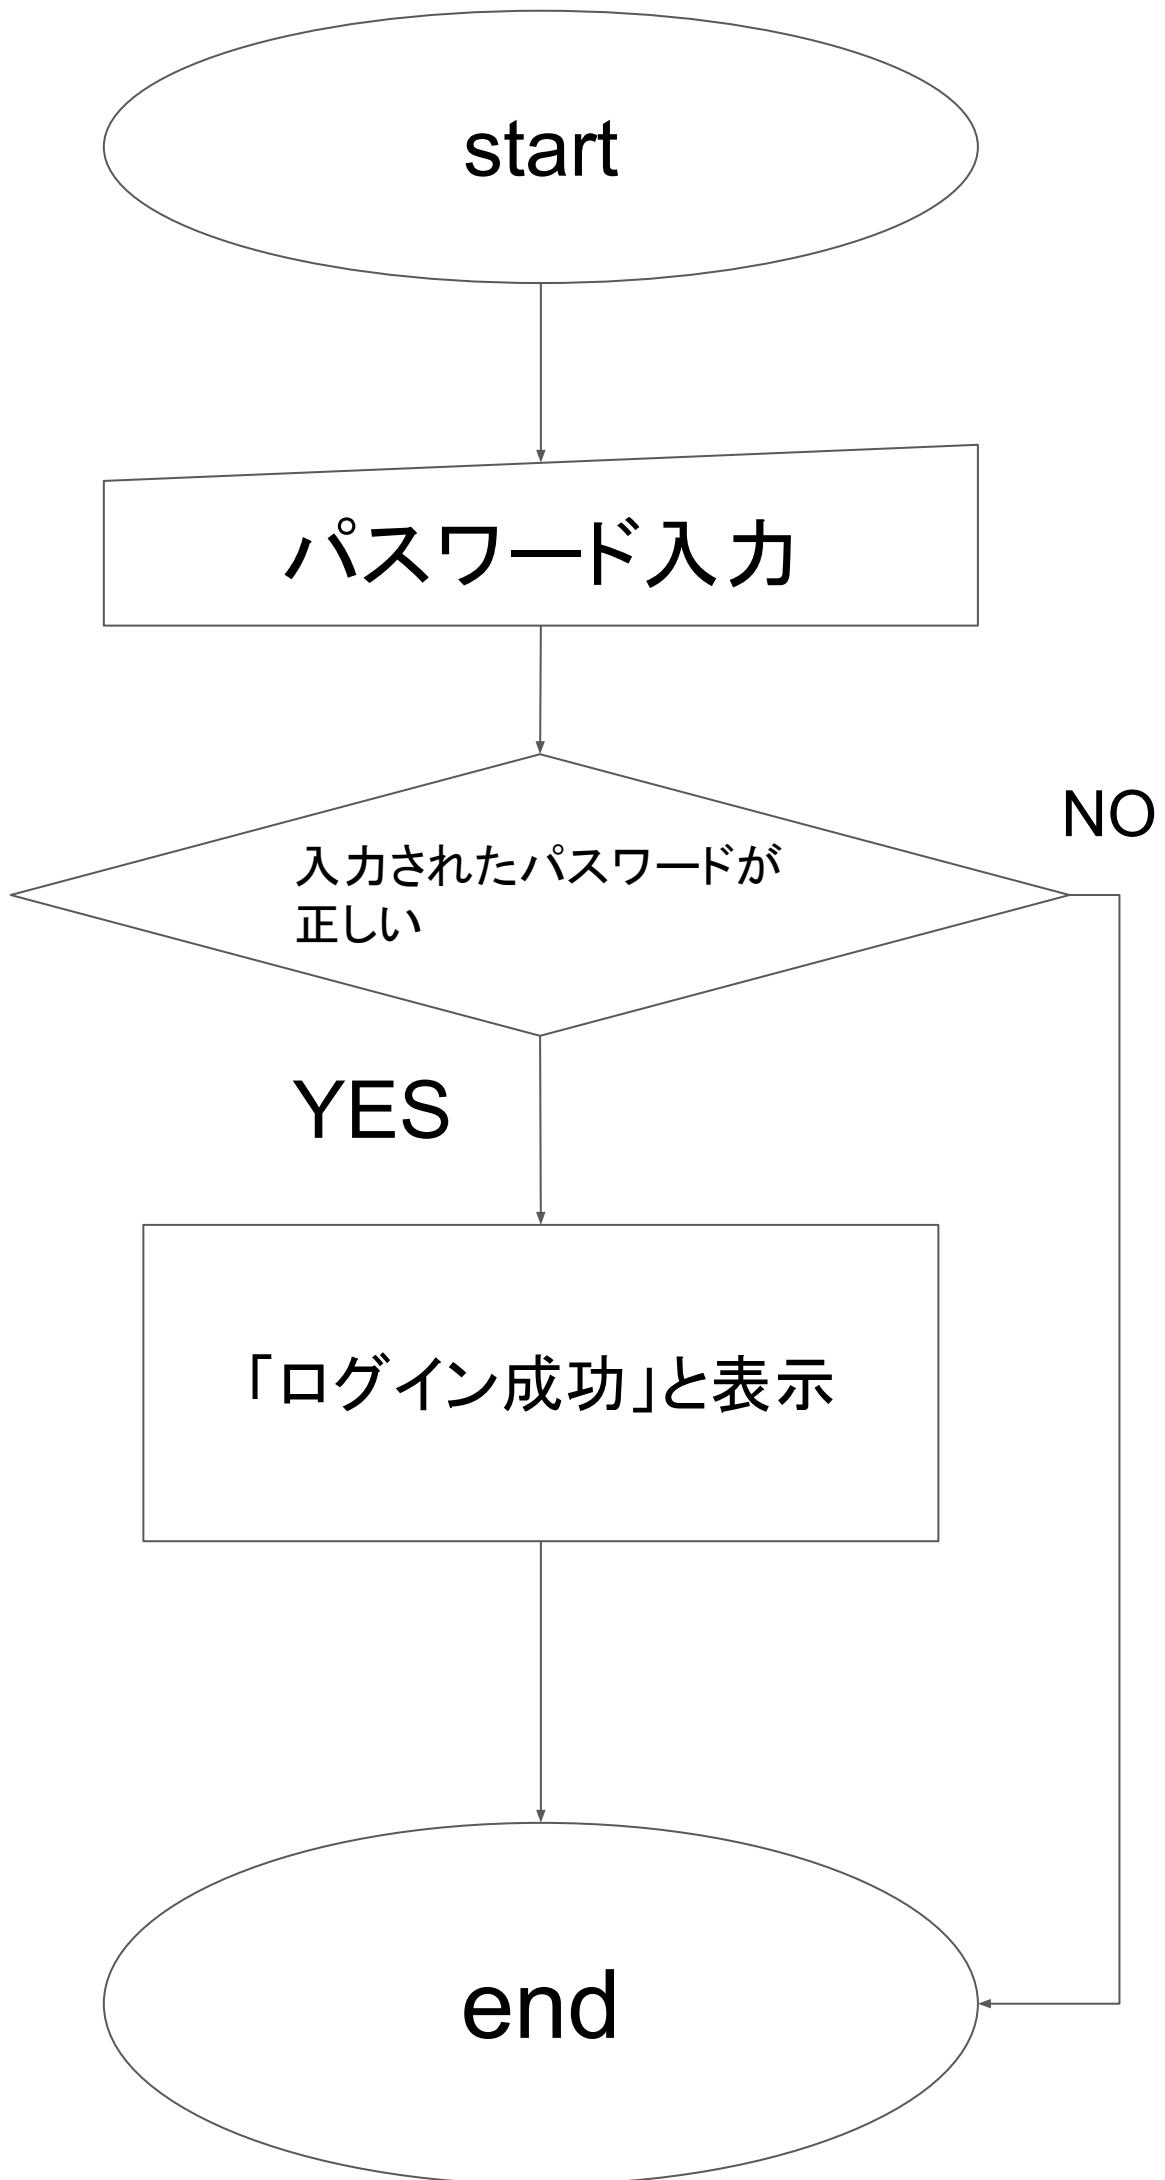 start
パスワード入力
入力されたパスワードが
正しい
NO
YES
「ログイン成功」と表示
end